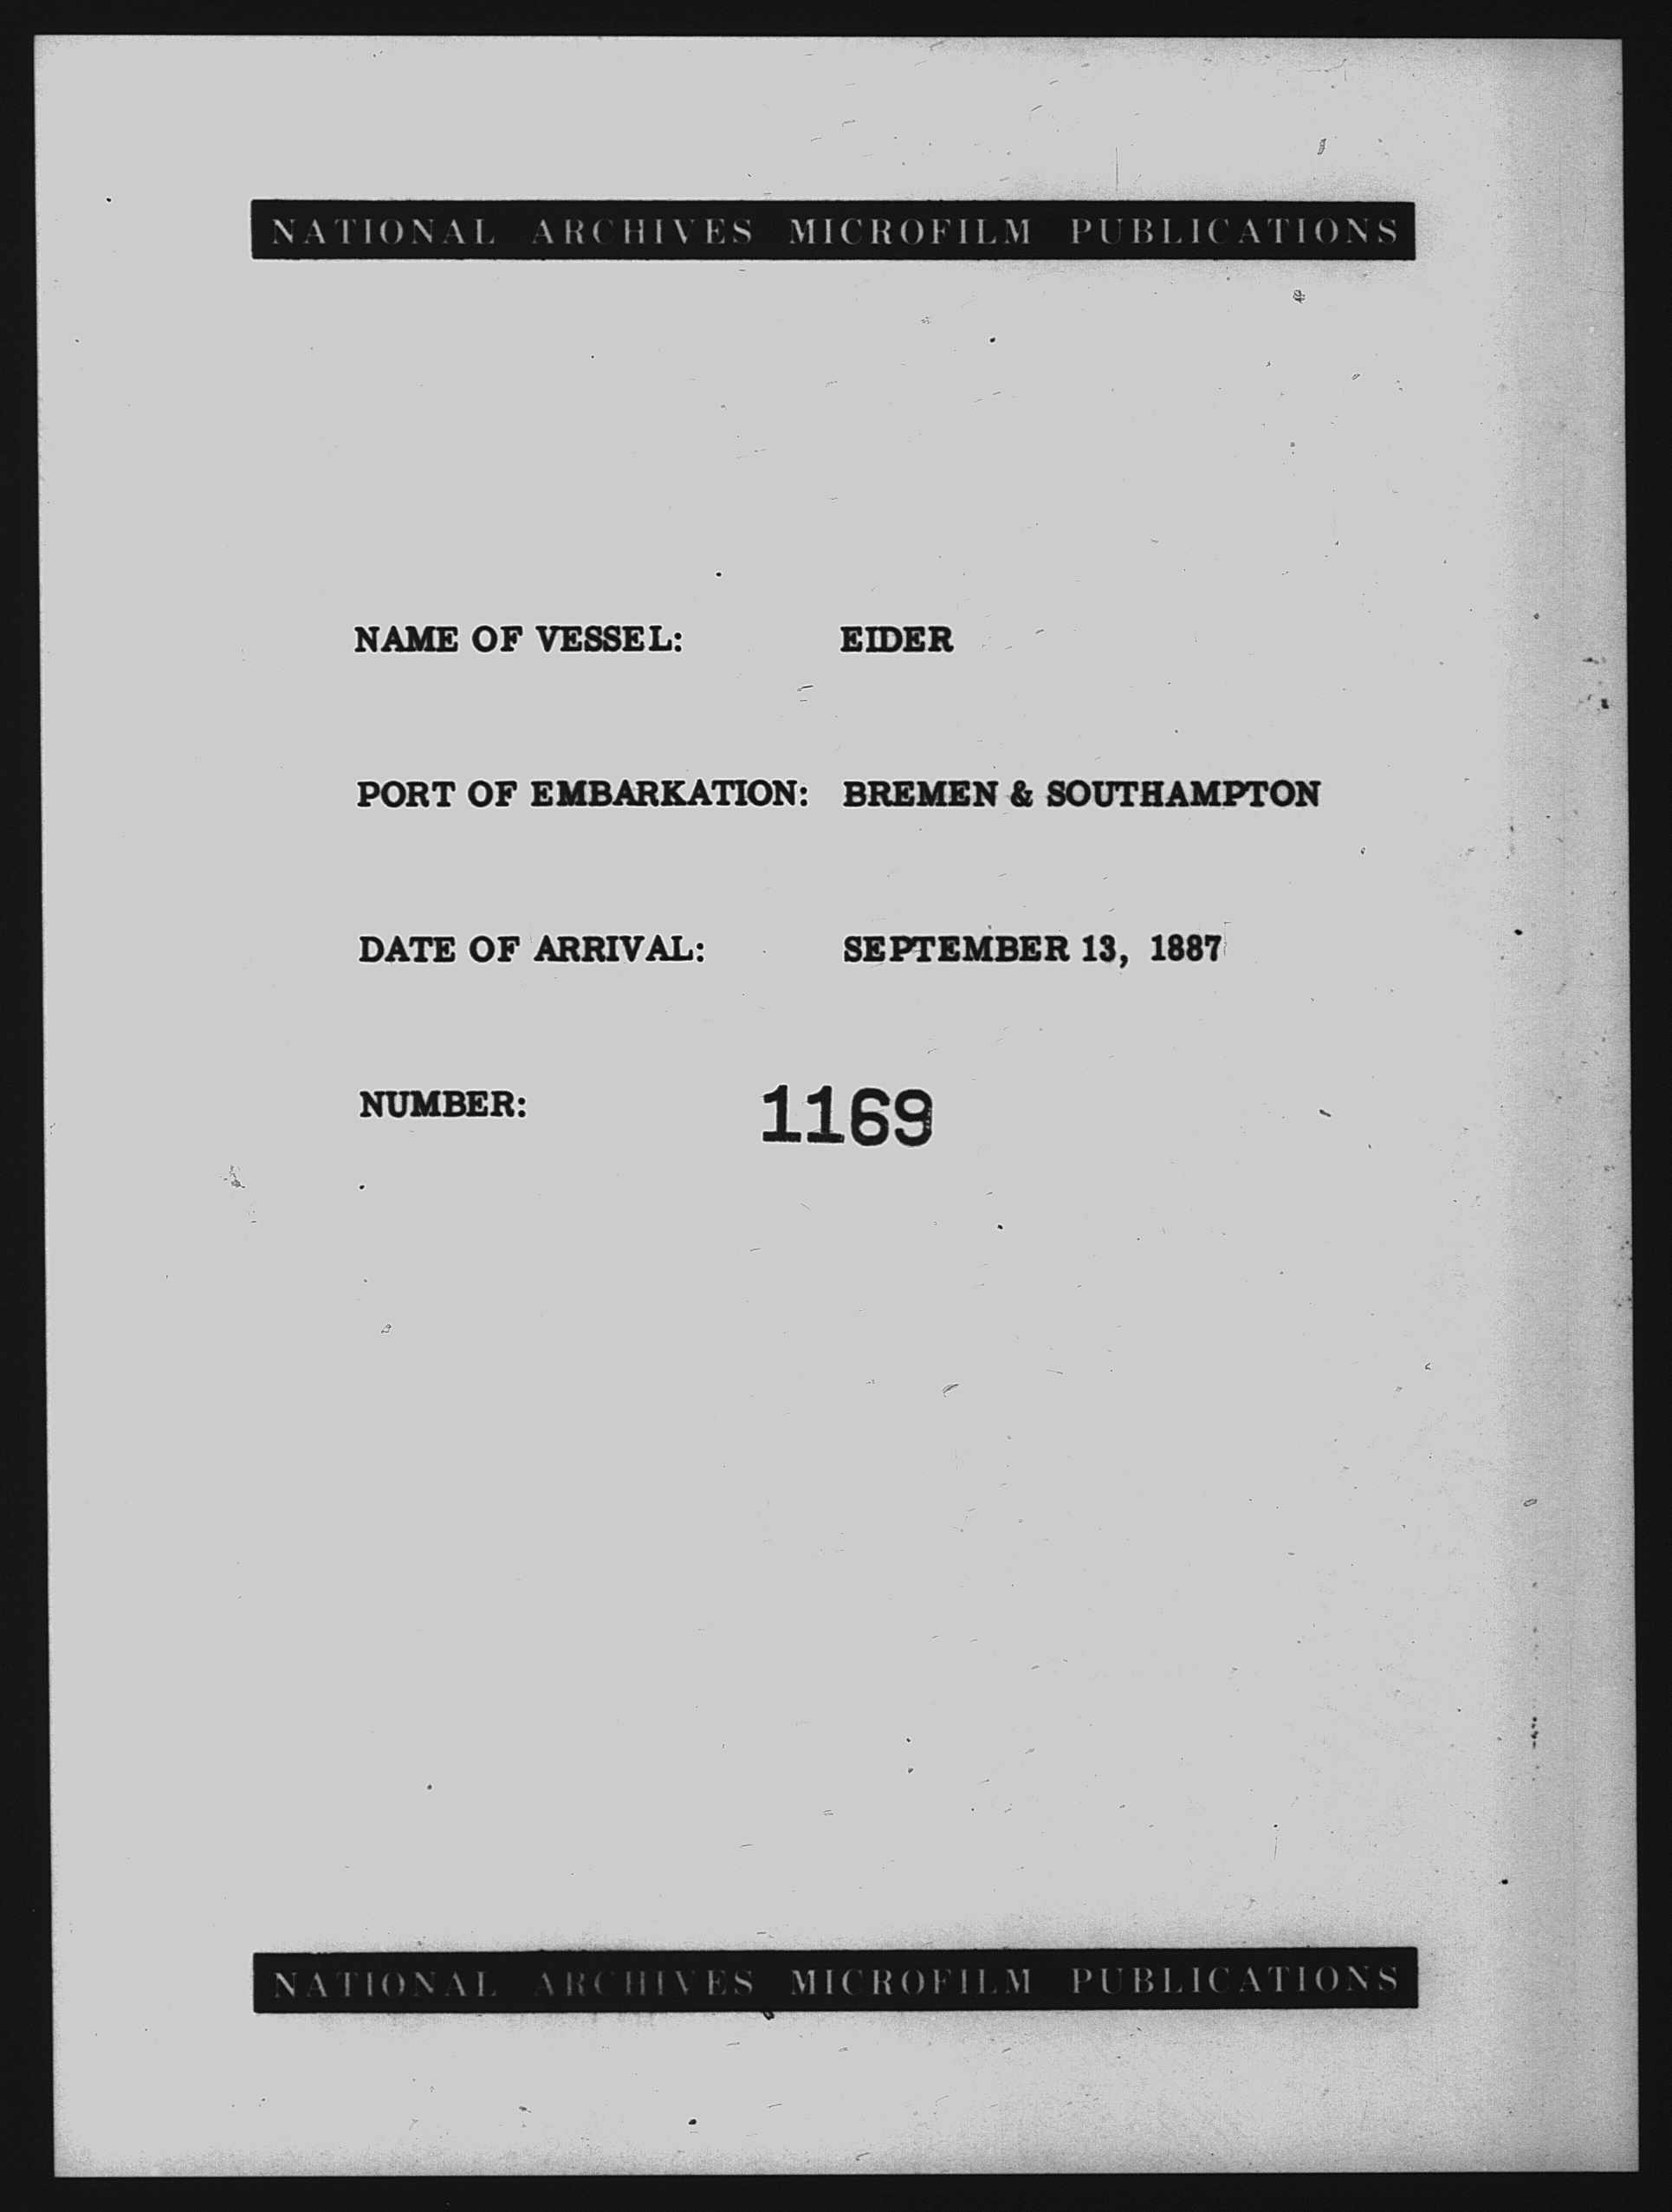 NATIONAL ARCHIVES MICROFILM PUBLICATIONS
NAME OF VESSEL: EIDER
PORT OF EMBARKATION: BREMEN & SOUTHAMPTON
DATE OF ARRIVAL: SEPTEMBER 13, 1887
NUMBER: 1169
NATIONAL ARCHIVES MICROFILM PUBLICATIONS